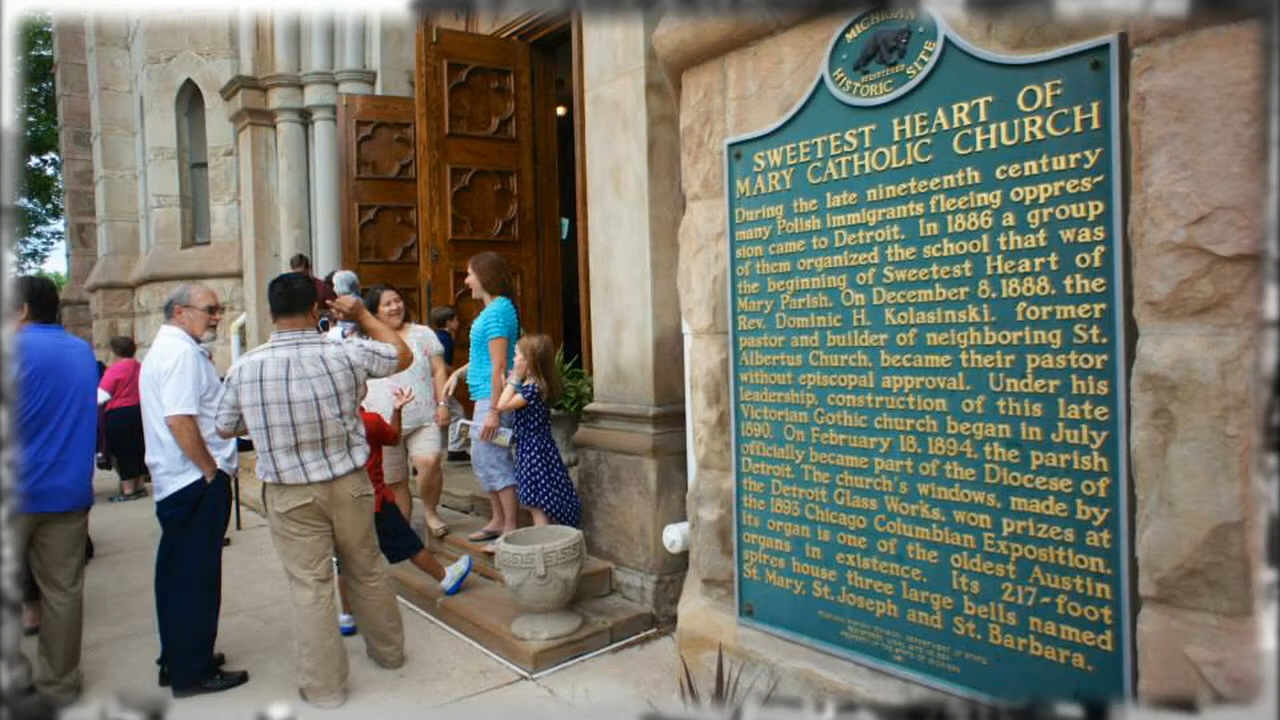 MICHIGAN
REGISTERED
HISTORIC SITE
SWEETEST HEART OF
MARY CATHOLIC CHURCH
During the late nineteenth century
many Polish immigrants fleeing oppres-
sion came to Detroit. In 1886 a group
of them organized the school that was
the beginning of Sweetest Heart of
Mary Parish. On December 8, 1888, the
Rev. Dominic H. Kolasinski, former
pastor and builder of neighboring St.
Albertus Church, became their pastor
without episcopal approval. Under his
leadership, construction of this late
Victorian Gothic church began in July
1890. On February 18, 1894, the parish
officially became part of the Diocese of
Detroit. The church's windows, made by
the Detroit Glass Works, won prizes at
the 1893 Chicago Columbian Exposition.
Its organ is one of the oldest Austin
organs in existence. Its 217-foot
spires house three large bells named
St. Mary, St. Joseph and St. Barbara.